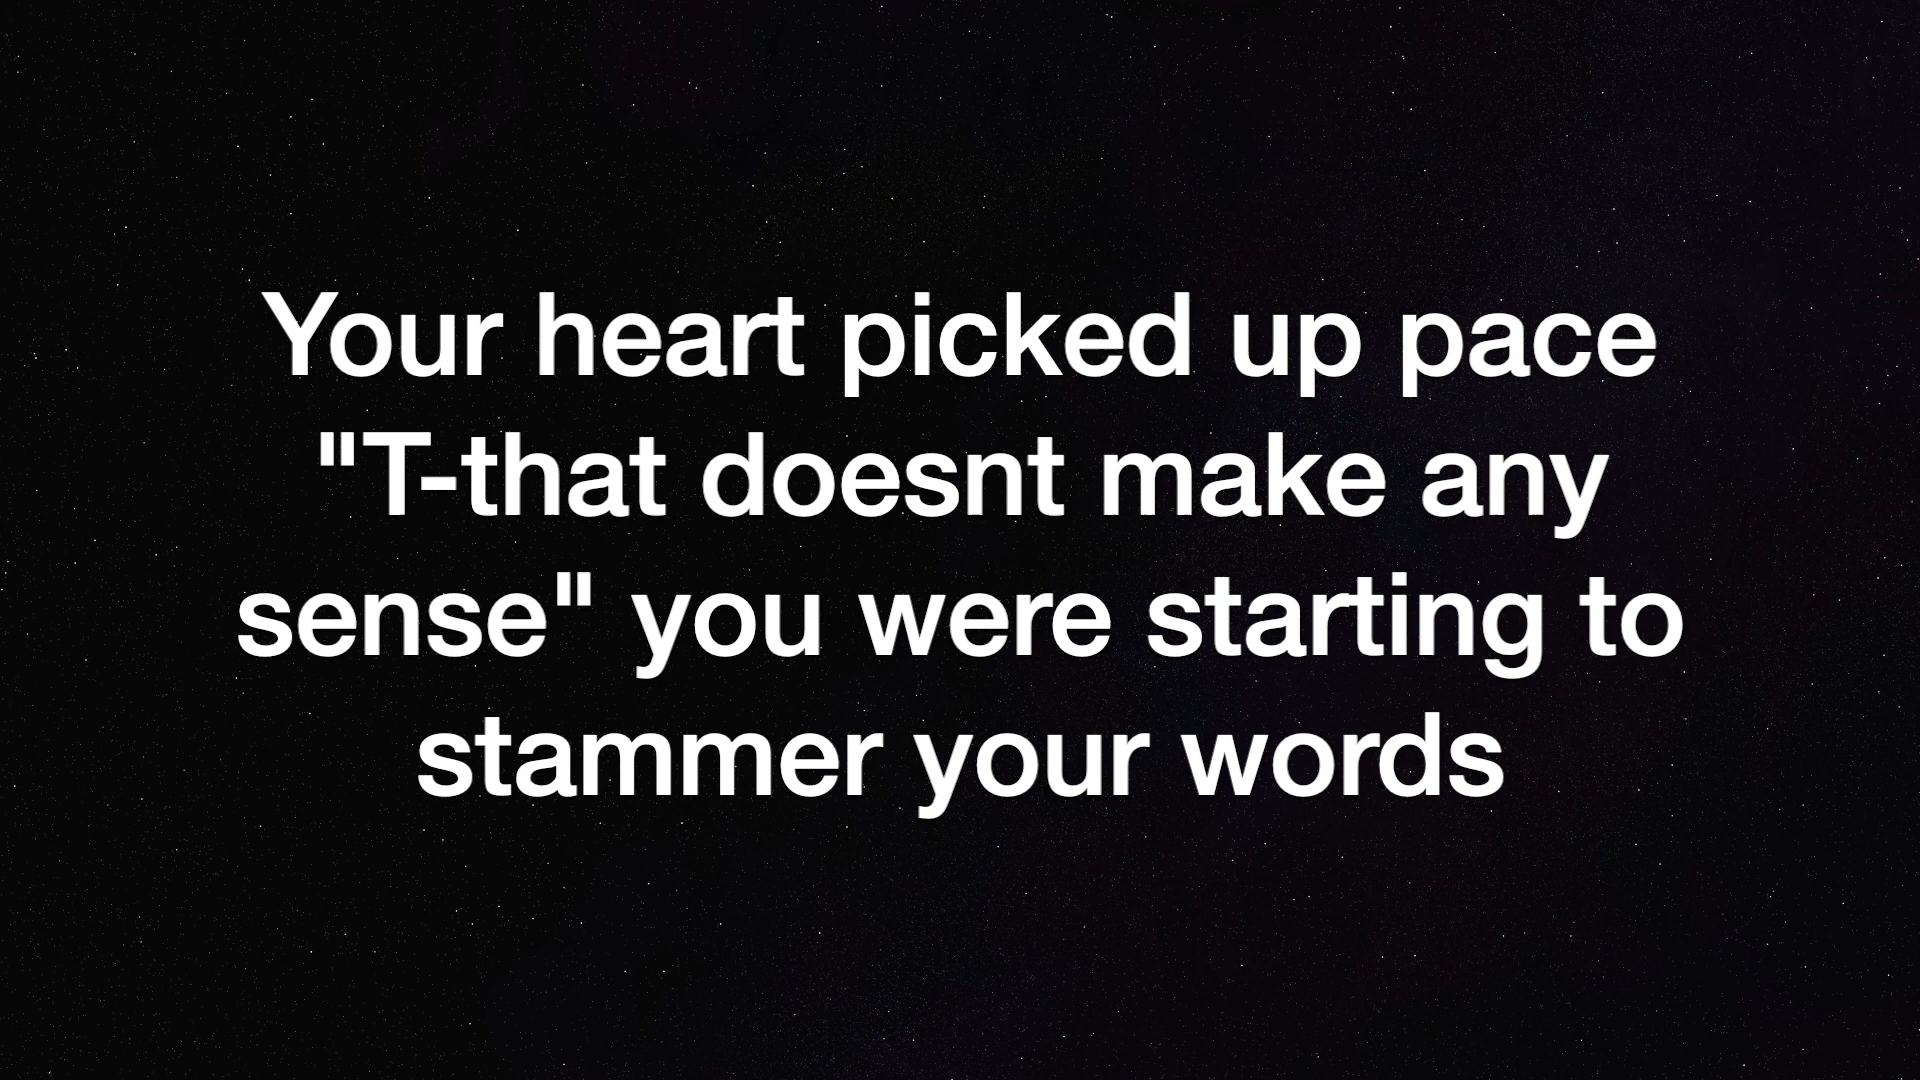 Your heart picked up pace
"T-that doesnt make any
sense" you were starting to
stammer your words